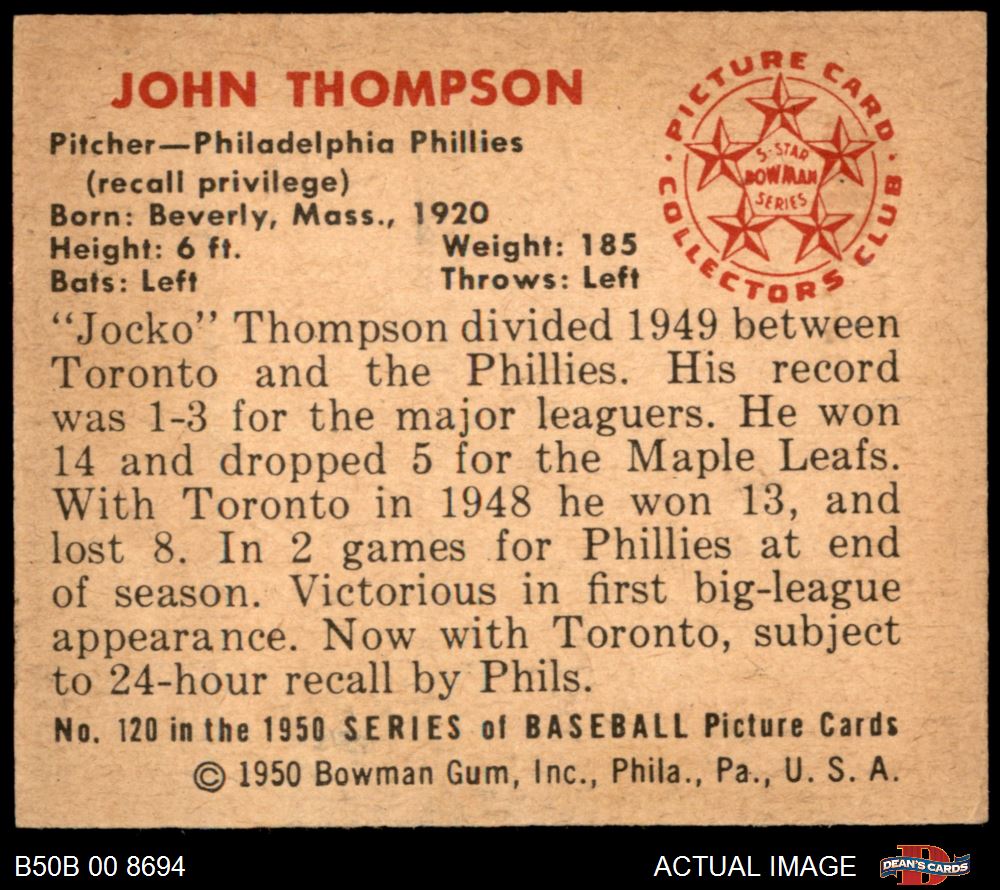 JOHN THOMPSON
Pitcher—Philadelphia Phillies
(recall privilege)
Born: Beverly, Mass., 1920
Height: 6 ft. Weight: 185
Bats: Left Throws: Left
PICTURE CARD
COLLECTORS CLUB
5-STAR
BOWMAN
SERIES
"Jocko" Thompson divided 1949 between
Toronto and the Phillies. His record
was 1-3 for the major leaguers. He won
14 and dropped 5 for the Maple Leafs.
With Toronto in 1948 he won 13, and
lost 8. In 2 games for Phillies at end
of season. Victorious in first big-league
appearance. Now with Toronto, subject
to 24-hour recall by Phils.
No. 120 in the 1950 SERIES of BASEBALL Picture Cards
© 1950 Bowman Gum, Inc., Phila., Pa., U. S. A.
B50B 00 8694
ACTUAL IMAGE
D
DEAN'S CARDS